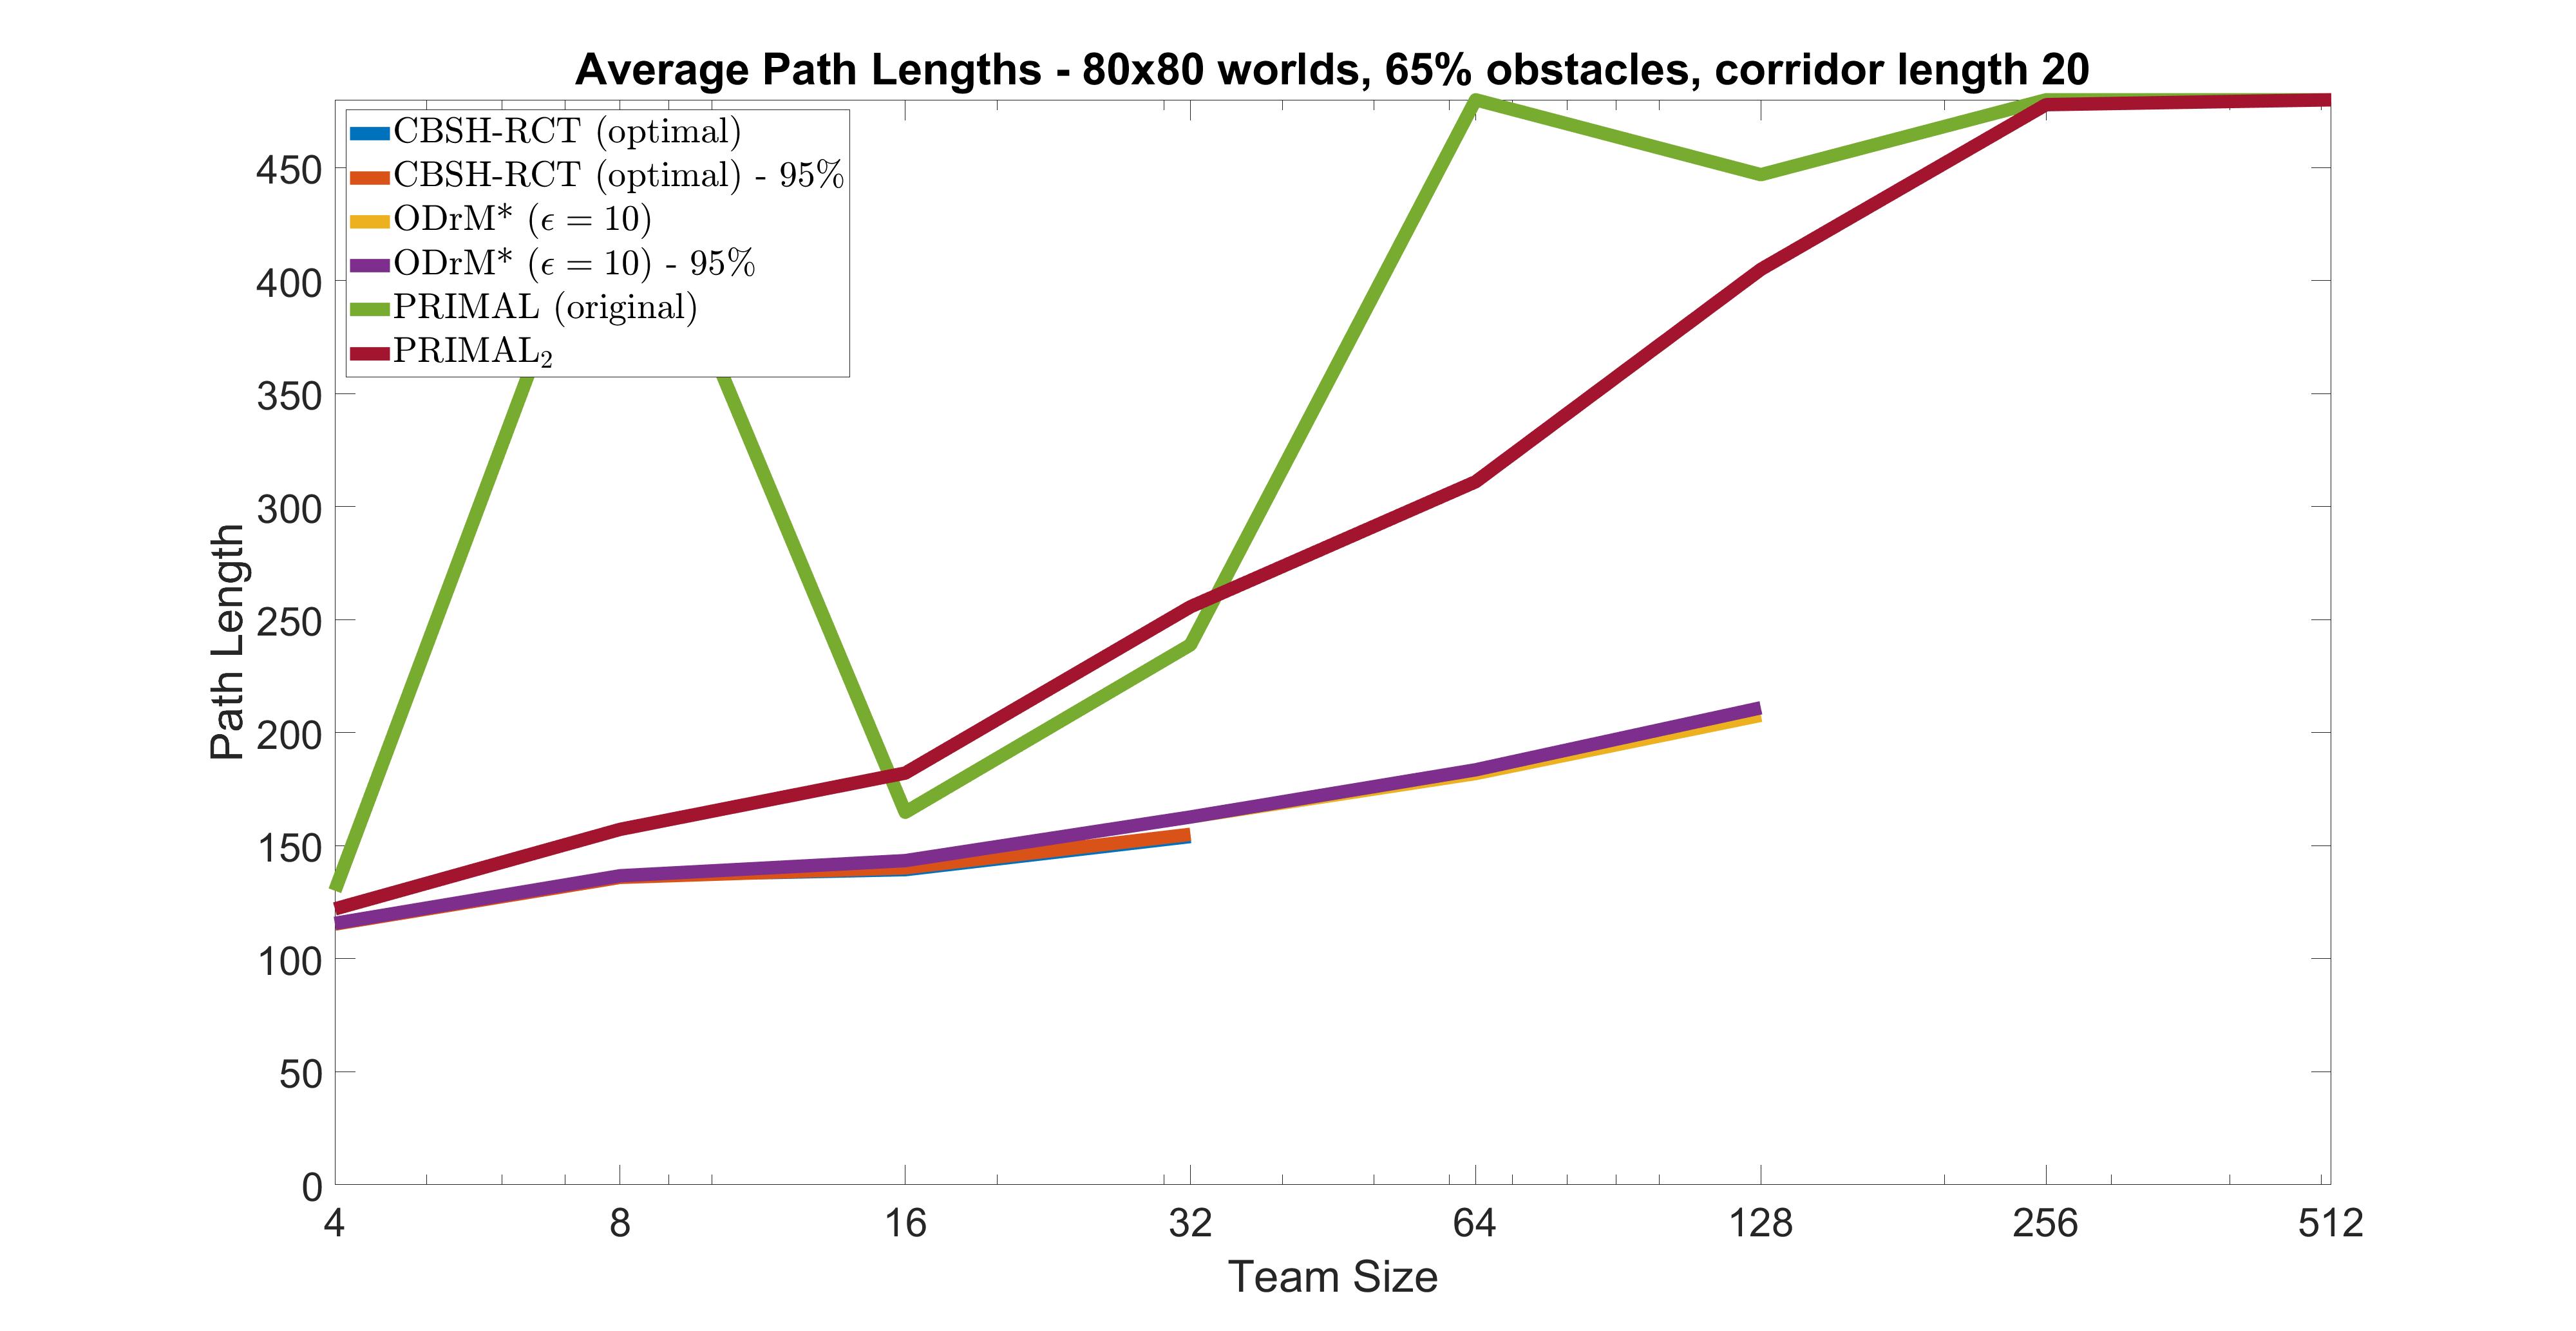 Average Path Lengths - 80x80 worlds, 65% obstacles, corridor length 20
CBSH-RCT (optimal)
CBSH-RCT (optimal) - 95%
ODrM* (ϵ = 10)
ODrM* (ϵ = 10) - 95%
PRIMAL (original)
PRIMAL₂
450
400
350
300
250
200
150
100
50
0
Path Length
4 8 16 32 64 128 256 512
Team Size